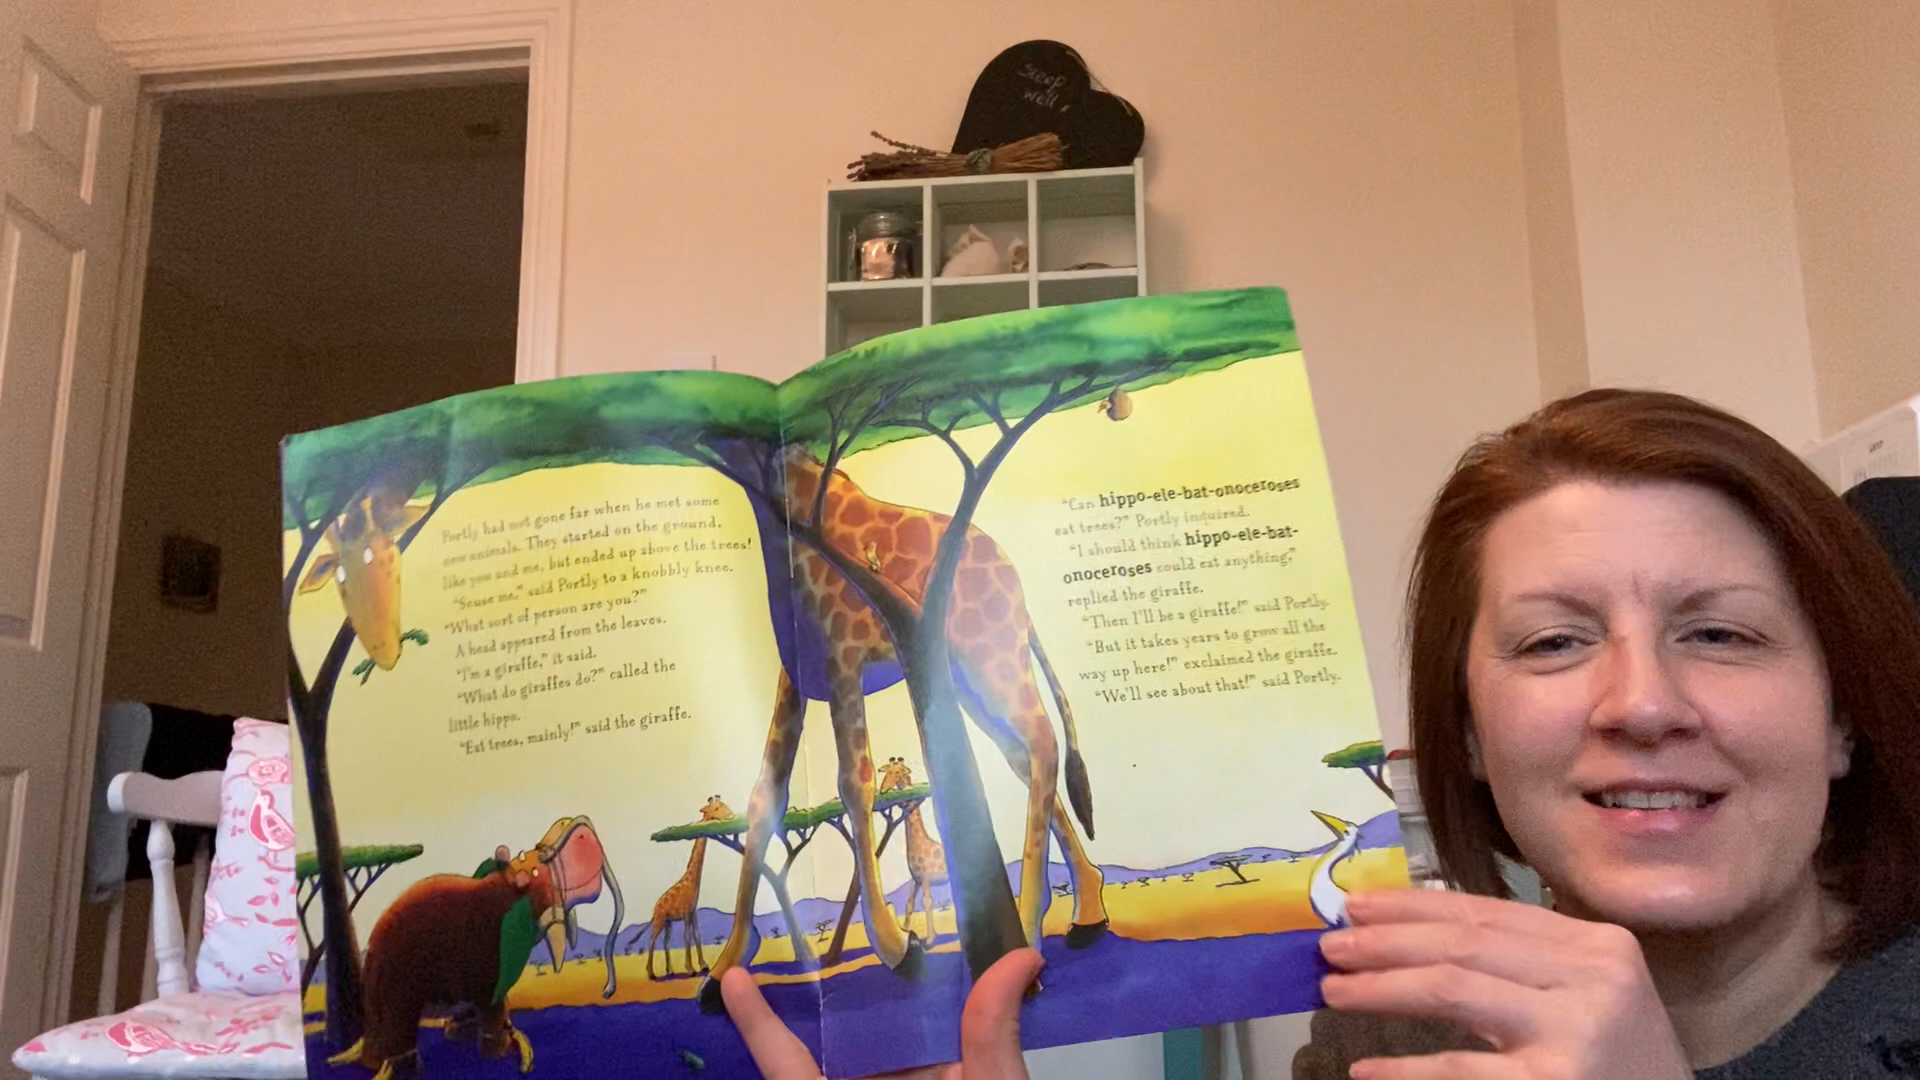 sleep
well x
Portly had not gone far when he met some
new animals. They started on the ground,
like you and me, but ended up above the trees!
"'Scuse me," said Portly to a knobbly knee.
"What sort of person are you?"
A head appeared from the leaves.
"I'm a giraffe," it said.
"What do giraffes do?" called the
little hippo.
"Eat trees, mainly!" said the giraffe.
"Can hippo-ele-bat-onoceroses
eat trees?" Portly inquired.
"I should think hippo-ele-bat-
onoceroses could eat anything,"
replied the giraffe.
"Then I'll be a giraffe!" said Portly.
"But it takes years to grow all the
way up here!" exclaimed the giraffe.
"We'll see about that!" said Portly.